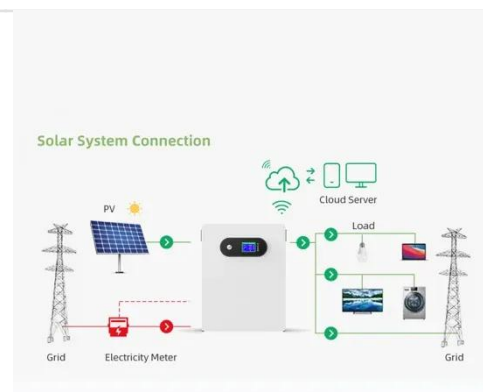 Solar System Connection
Cloud Server
PV
Load
Grid
Electricity Meter
Grid